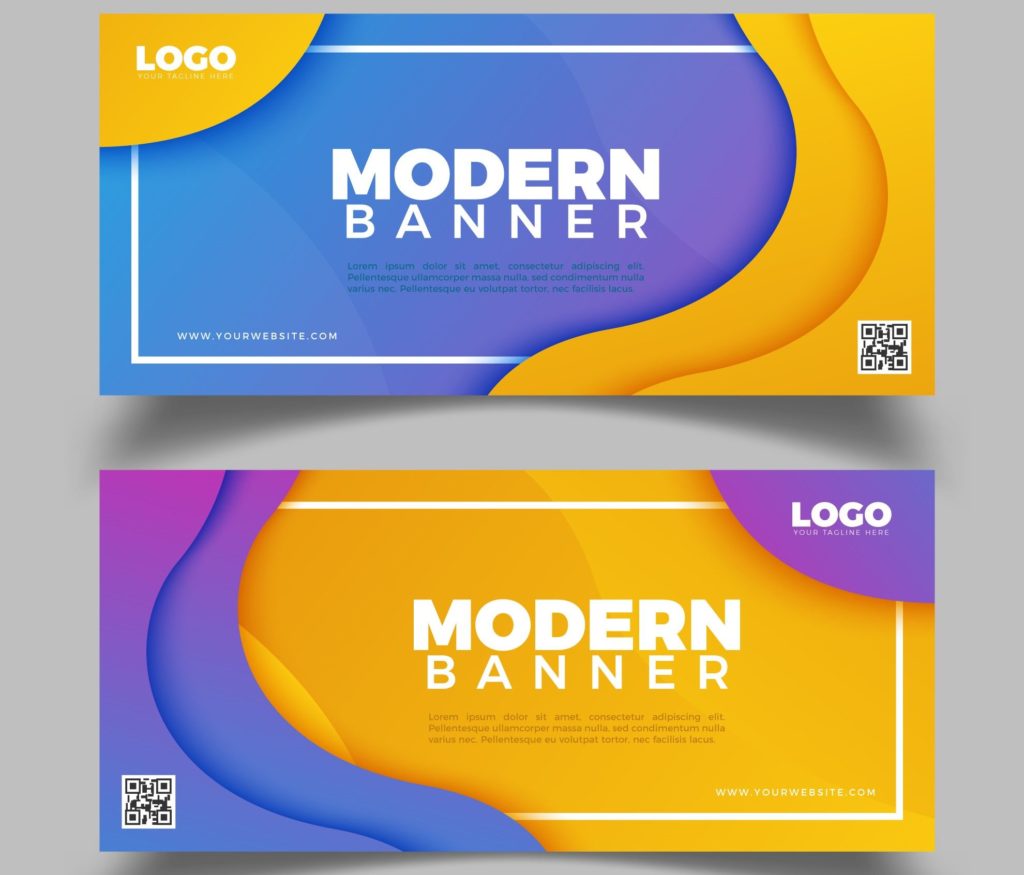 LOGO
YOUR TAGLINE HERE
MODERN
BANNER
Lorem ipsum dolor sit amet, consectetur adipiscing elit.
Pellentesque ullamcorper massa nulla, sed condimentum nulla
varius nec. Pellentesque eu volutpat tortor, nec facilisis lacus.
WWW.YOURWEBSITE.COM
LOGO
YOUR TAGLINE HERE
MODERN
BANNER
Lorem ipsum dolor sit amet, consectetur adipiscing elit.
Pellentesque ullamcorper massa nulla, sed condimentum nulla
varius nec. Pellentesque eu volutpat tortor, nec facilisis lacus.
WWW.YOURWEBSITE.COM